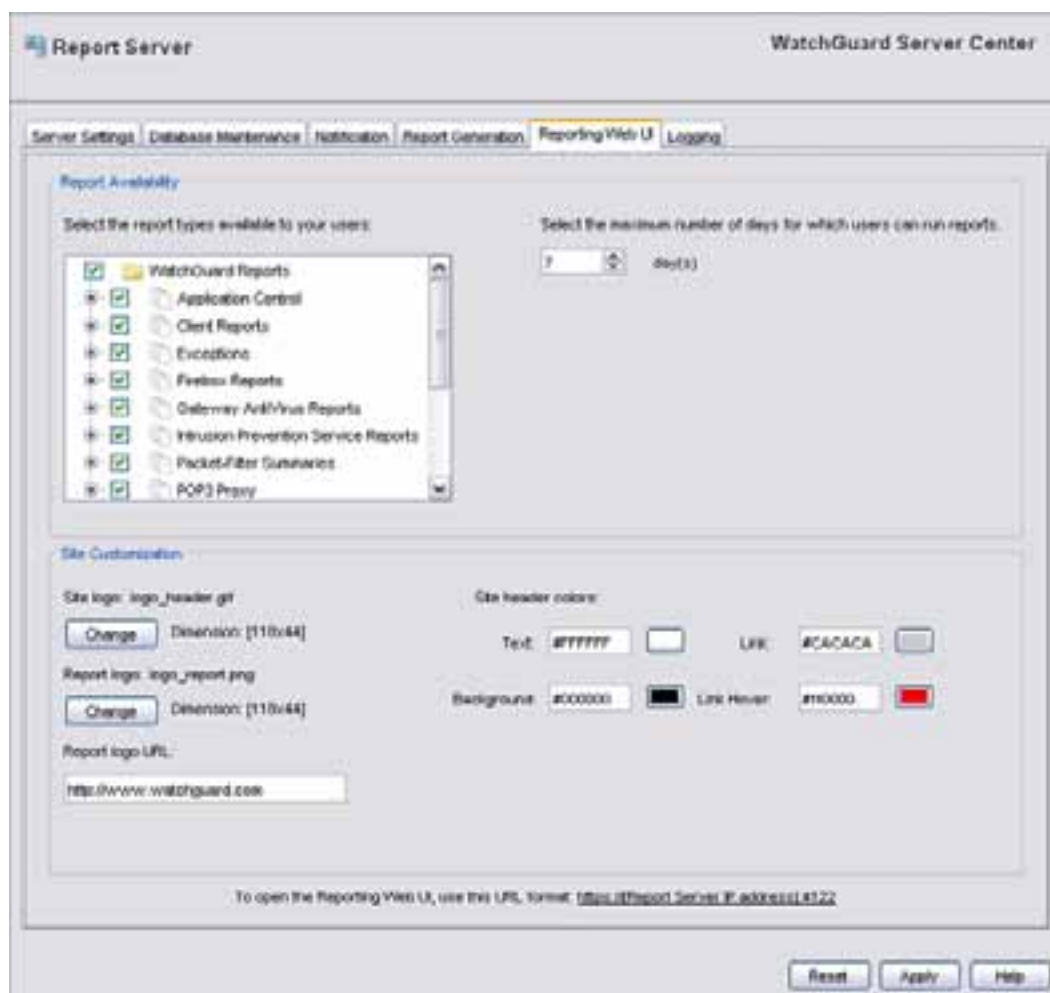 Report Server
WatchGuard Server Center
Server Settings
Database Maintenance
Notification
Report Generation
Reporting Web UI
Logging
Report Availability
Select the report types available to your users:
Select the maximum number of days for which users can run reports.
WatchGuard Reports
7
day(s)
Application Control
Client Reports
Exceptions
Firebox Reports
Gateway AntiVirus Reports
Intrusion Prevention Service Reports
Packet-Filter Summaries
POP3 Proxy
Site Customization
Site logo: logo_header.gif
Site header colors:
Change
Dimension: [118x44]
Text:
#FFFFFF
Link:
#CACACA
Report logo: logo_report.png
Change
Dimension: [118x44]
Background:
#000000
Link Hover:
Report logo URL:
http://www.watchguard.com
To open the Reporting Web UI, use this URL format: https://[Report Server IP address]:4122
Reset
Apply
Help